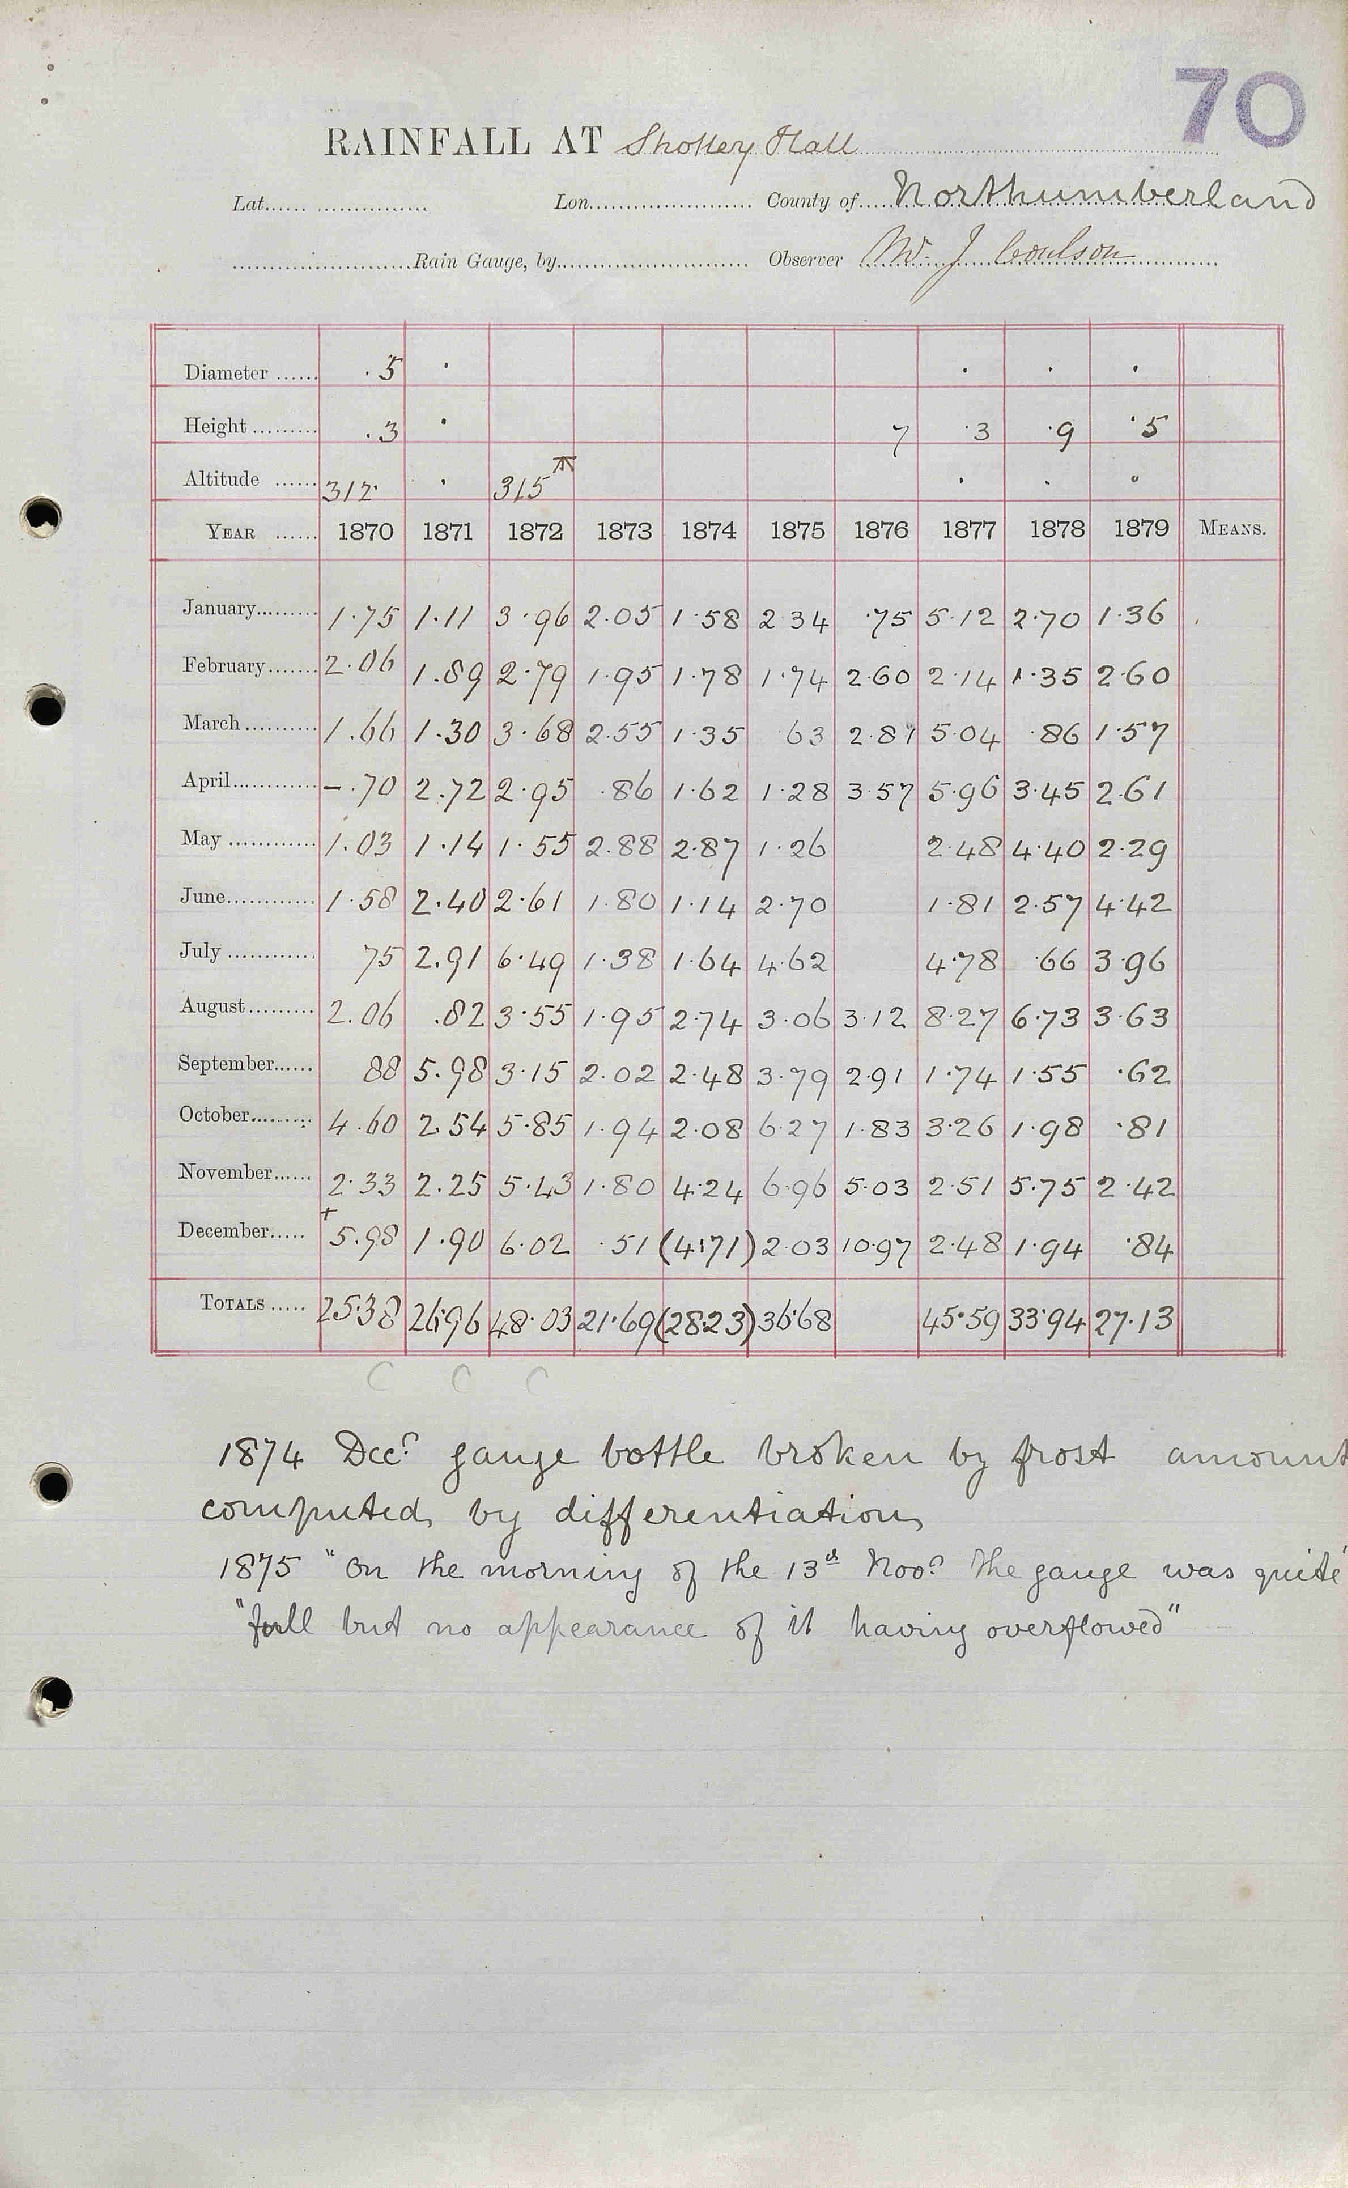 70
RAINFALL AT Shotley Hall
Lat. Lon. County of Northumberland
Rain Gauge, by Observer Mr J Coulson
Diameter · 5 · · · ·
Height · 3 · 7 · 3 · 9 · 5
Altitude 312 · 315 · · ·
YEAR 1870 1871 1872 1873 1874 1875 1876 1877 1878 1879 MEANS.
January 1·75 1·11 3·96 2.05 1·58 2 34 ·75 5·12 2·70 1·36
February 2·06 1.89 2·79 1·95 1·78 1·74 2·60 2·14 1·35 2·60
March 1.66 1·30 3·68 2·55 1·35 63 2·87 5·04 ·86 1·57
April -·70 2.72 2·95 ·86 1·62 1·28 3·57 5·96 3·45 2·61
May 1.03 1·14 1·55 2·88 2·87 1·26 2·48 4·40 2·29
June 1·58 2·40 2·61 1·80 1·14 2·70 1·81 2·57 4·42
July 75 2.91 6·49 1·38 1·64 4·62 4·78 ·66 3·96
August 2.06 .82 3·55 1·95 2·74 3·06 3·12 8·27 6·73 3·63
September 88 5·98 3·15 2.02 2·48 3·79 2·91 1·74 1·55 ·62
October 4·60 2.54 5·85 1·94 2·08 6·27 1·83 3·26 1·98 ·81
November 2·33 2.25 5·43 1·80 4·24 6·96 5·03 2·51 5·75 2·42
December + 5.98 1·90 6·02 ·51 (4·71) 2·03 10·97 2·48 1·94 ·84
TOTALS 25·38 26·96 48·03 21·69 (28·23) 36·68 45·59 33·94 27·13
C C C
1874 Decr gauge bottle broken by frost amount
computed by differentiation
1875 "On the morning of the 13th Novr the gauge was quite
"full but no appearance of it having overflowed"